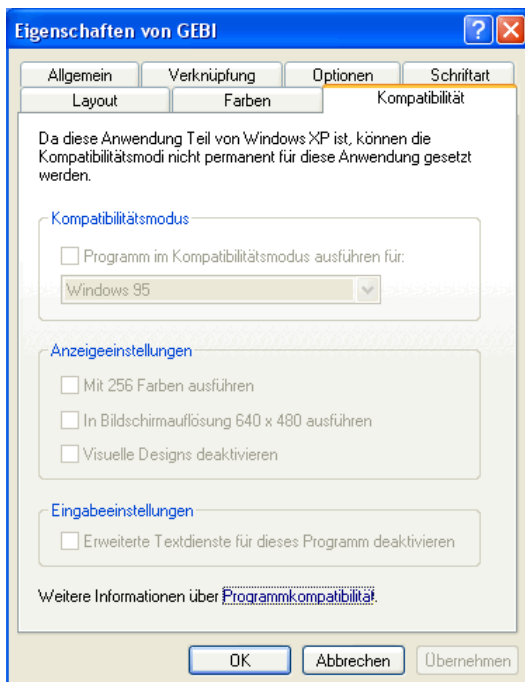 Eigenschaften von GEBI
Allgemein Verknüpfung Optionen Schriftart
Layout Farben Kompatibilität
Da diese Anwendung Teil von Windows XP ist, können die
Kompatibilitätsmodi nicht permanent für diese Anwendung gesetzt
werden.
Kompatibilitätsmodus
Programm im Kompatibilitätsmodus ausführen für:
Windows 95
Anzeigeeinstellungen
Mit 256 Farben ausführen
In Bildschirmauflösung 640 x 480 ausführen
Visuelle Designs deaktivieren
Eingabeeinstellungen
Erweiterte Textdienste für dieses Programm deaktivieren
Weitere Informationen über Programmkompatibilität.
OK Abbrechen Übernehmen